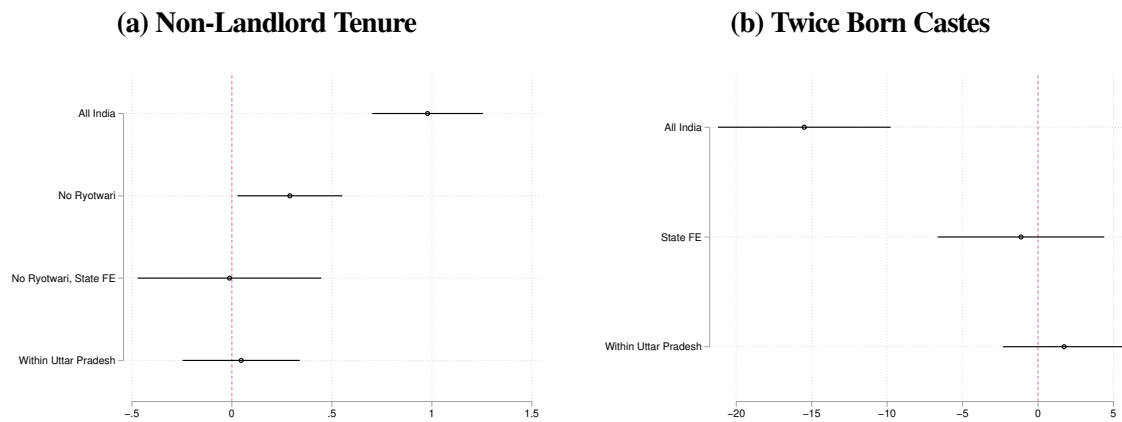 (a) Non-Landlord Tenure
All India
No Ryotwari
No Ryotwari, State FE
Within Uttar Pradesh
−.5 0 .5 1 1.5
(b) Twice Born Castes
All India
State FE
Within Uttar Pradesh
−20 −15 −10 −5 0 5